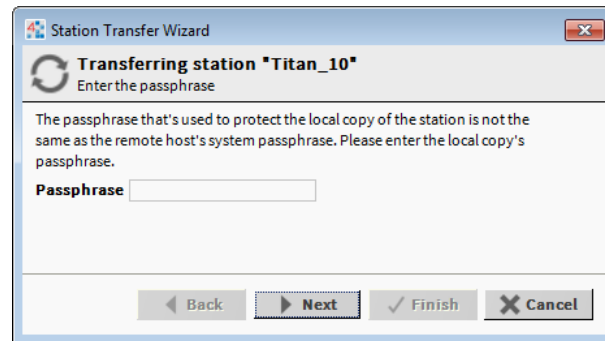 Station Transfer Wizard
Transferring station "Titan_10"
Enter the passphrase
The passphrase that's used to protect the local copy of the station is not the
same as the remote host's system passphrase. Please enter the local copy's
passphrase.
Passphrase
Back Next Finish Cancel